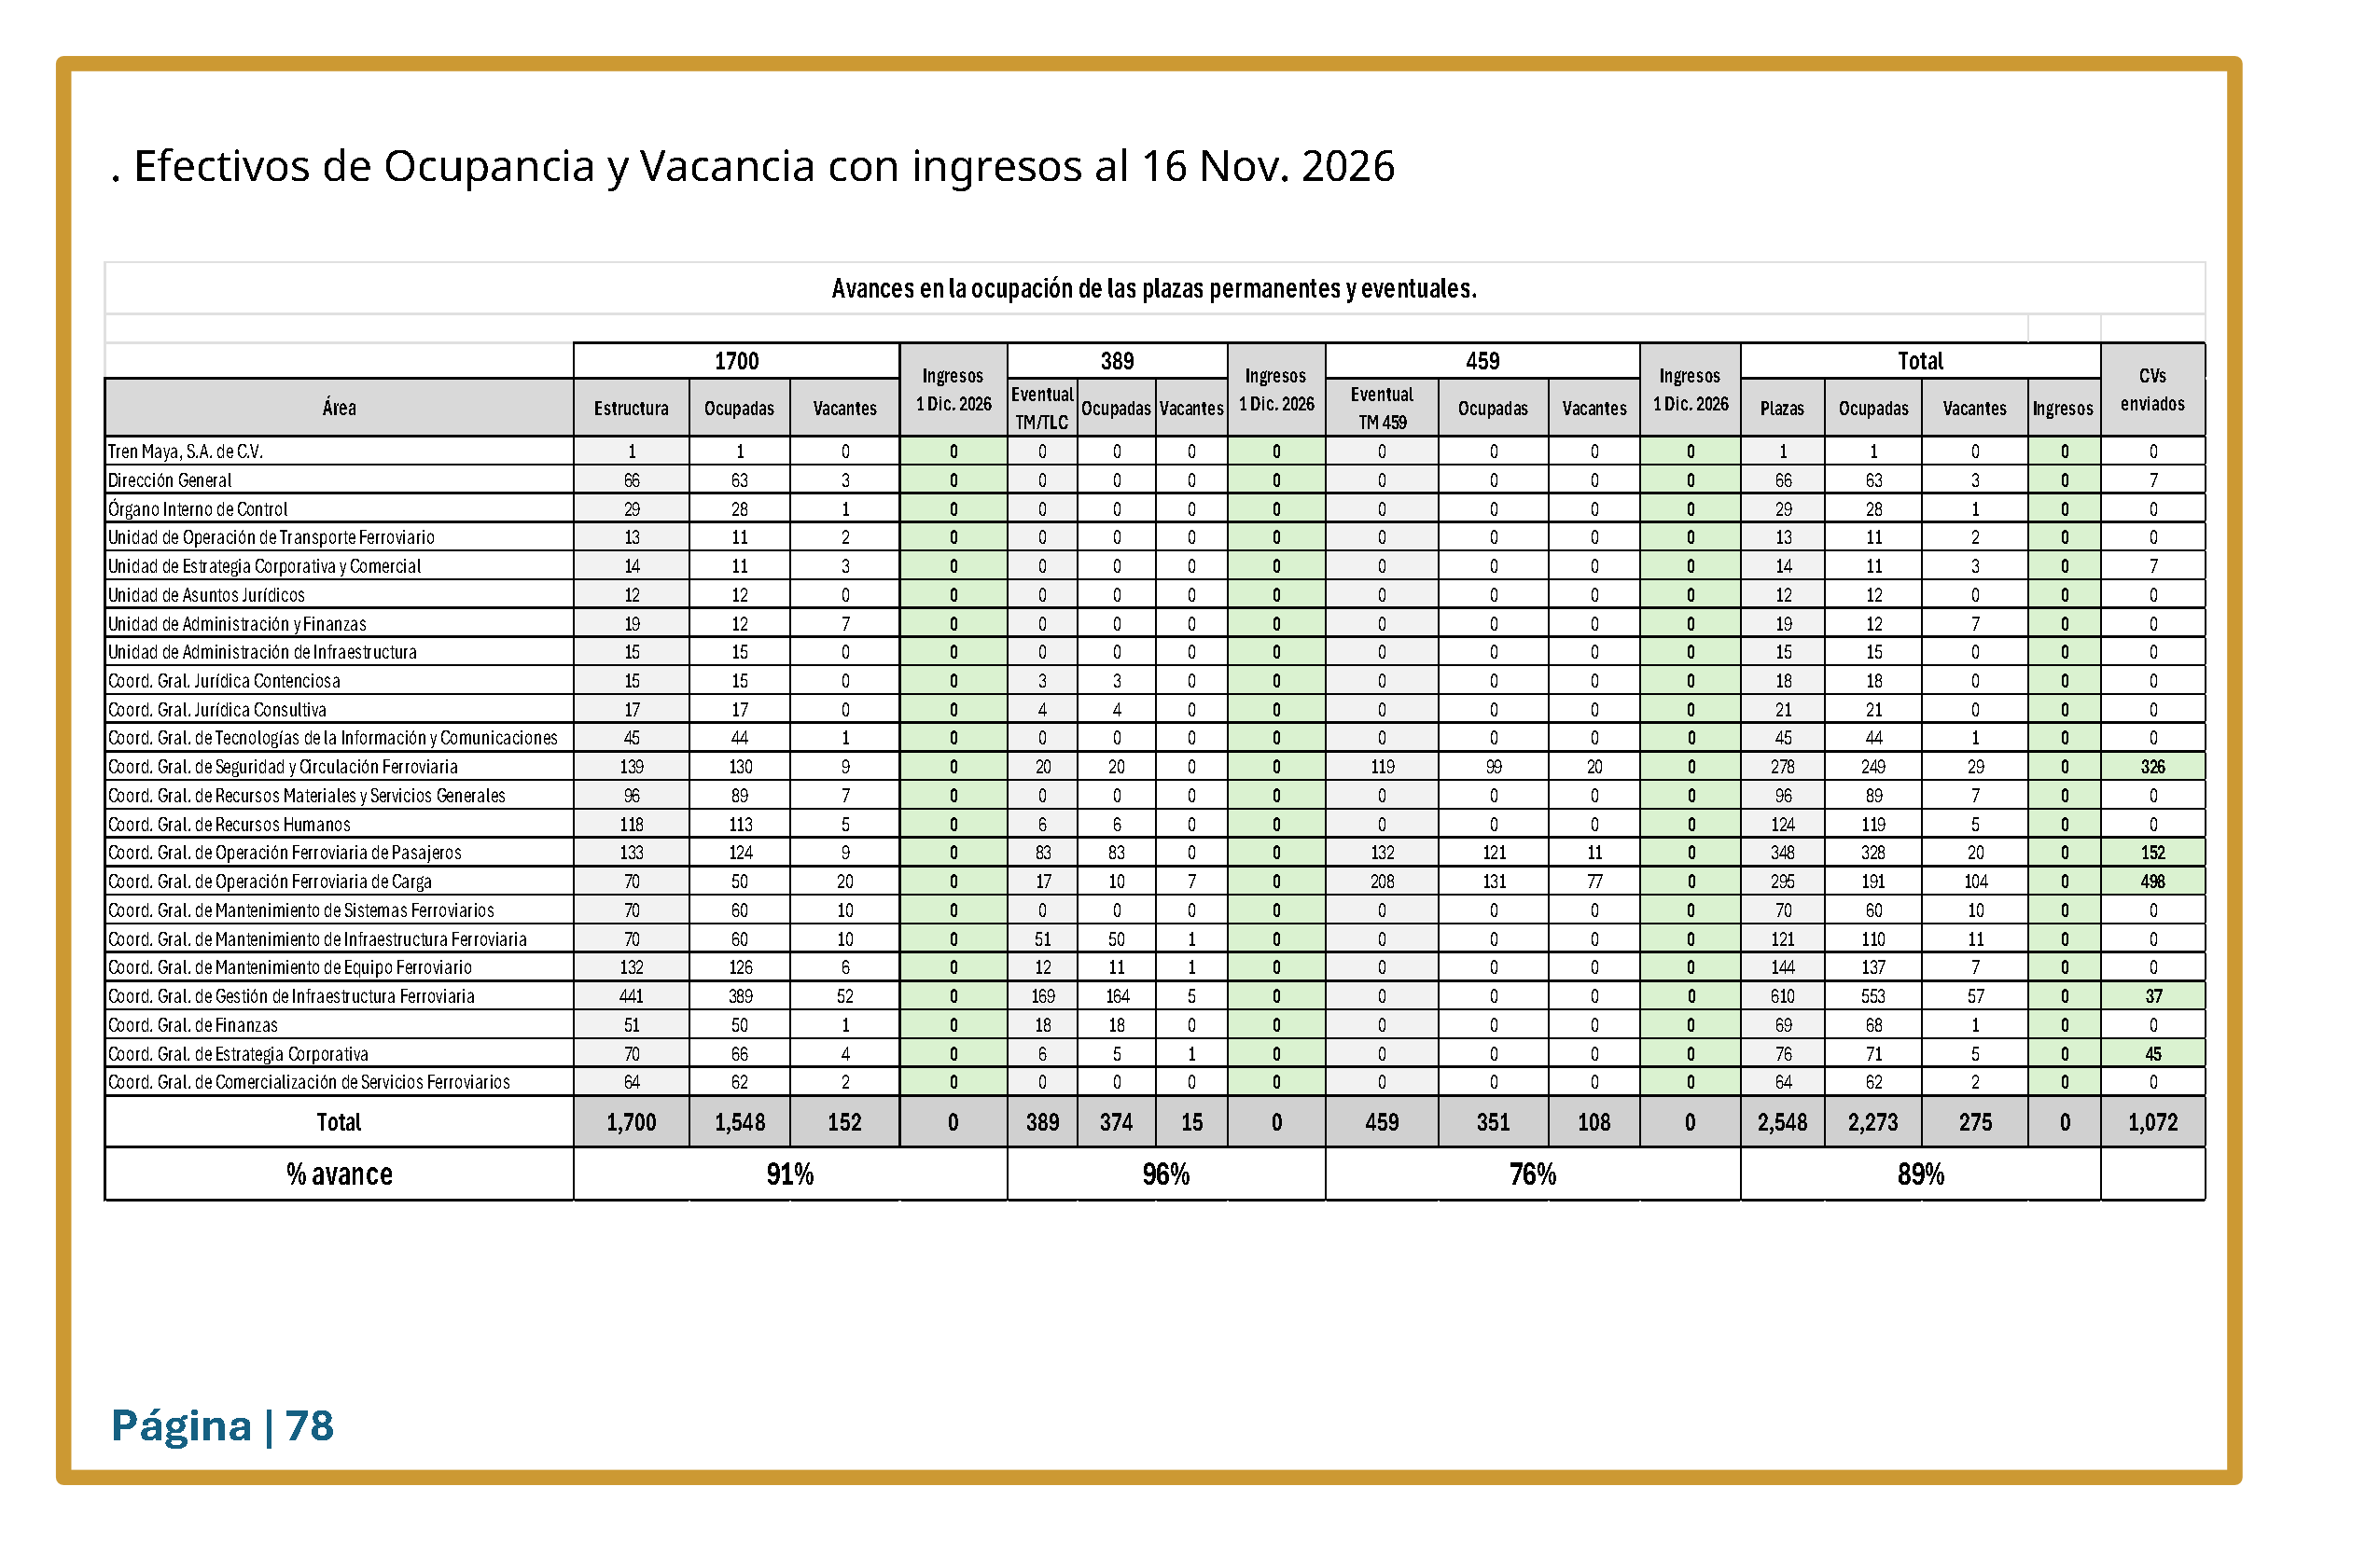 . Efectivos de Ocupancia y Vacancia con ingresos al 16 Nov. 2026
Avances en la ocupación de las plazas permanentes y eventuales.
1700 Ingresos 1 Dic. 2026 389 Ingresos 1 Dic. 2026 459 Ingresos 1 Dic. 2026 Total CVs enviados
Área Estructura Ocupadas Vacantes Eventual TM/TLC Ocupadas Vacantes Eventual TM 459 Ocupadas Vacantes Plazas Ocupadas Vacantes Ingresos
Tren Maya, S.A. de C.V. 1 1 0 0 0 0 0 0 0 0 0 0 1 1 0 0 0
Dirección General 66 63 3 0 0 0 0 0 0 0 0 0 66 63 3 0 7
Órgano Interno de Control 29 28 1 0 0 0 0 0 0 0 0 0 29 28 1 0 0
Unidad de Operación de Transporte Ferroviario 13 11 2 0 0 0 0 0 0 0 0 0 13 11 2 0 0
Unidad de Estrategia Corporativa y Comercial 14 11 3 0 0 0 0 0 0 0 0 0 14 11 3 0 7
Unidad de Asuntos Jurídicos 12 12 0 0 0 0 0 0 0 0 0 0 12 12 0 0 0
Unidad de Administración y Finanzas 19 12 7 0 0 0 0 0 0 0 0 0 19 12 7 0 0
Unidad de Administración de Infraestructura 15 15 0 0 0 0 0 0 0 0 0 0 15 15 0 0 0
Coord. Gral. Jurídica Contenciosa 15 15 0 0 3 3 0 0 0 0 0 0 18 18 0 0 0
Coord. Gral. Jurídica Consultiva 17 17 0 0 4 4 0 0 0 0 0 0 21 21 0 0 0
Coord. Gral. de Tecnologías de la Información y Comunicaciones 45 44 1 0 0 0 0 0 0 0 0 0 45 44 1 0 0
Coord. Gral. de Seguridad y Circulación Ferroviaria 139 130 9 0 20 20 0 0 119 99 20 0 278 249 29 0 326
Coord. Gral. de Recursos Materiales y Servicios Generales 96 89 7 0 0 0 0 0 0 0 0 0 96 89 7 0 0
Coord. Gral. de Recursos Humanos 118 113 5 0 6 6 0 0 0 0 0 0 124 119 5 0 0
Coord. Gral. de Operación Ferroviaria de Pasajeros 133 124 9 0 83 83 0 0 132 121 11 0 348 328 20 0 152
Coord. Gral. de Operación Ferroviaria de Carga 70 50 20 0 17 10 7 0 208 131 77 0 295 191 104 0 498
Coord. Gral. de Mantenimiento de Sistemas Ferroviarios 70 60 10 0 0 0 0 0 0 0 0 0 70 60 10 0 0
Coord. Gral. de Mantenimiento de Infraestructura Ferroviaria 70 60 10 0 51 50 1 0 0 0 0 0 121 110 11 0 0
Coord. Gral. de Mantenimiento de Equipo Ferroviario 132 126 6 0 12 11 1 0 0 0 0 0 144 137 7 0 0
Coord. Gral. de Gestión de Infraestructura Ferroviaria 441 389 52 0 169 164 5 0 0 0 0 0 610 553 57 0 37
Coord. Gral. de Finanzas 51 50 1 0 18 18 0 0 0 0 0 0 69 68 1 0 0
Coord. Gral. de Estrategia Corporativa 70 66 4 0 6 5 1 0 0 0 0 0 76 71 5 0 45
Coord. Gral. de Comercialización de Servicios Ferroviarios 64 62 2 0 0 0 0 0 0 0 0 0 64 62 2 0 0
Total 1,700 1,548 152 0 389 374 15 0 459 351 108 0 2,548 2,273 275 0 1,072
% avance 91% 96% 76% 89%
Página | 78